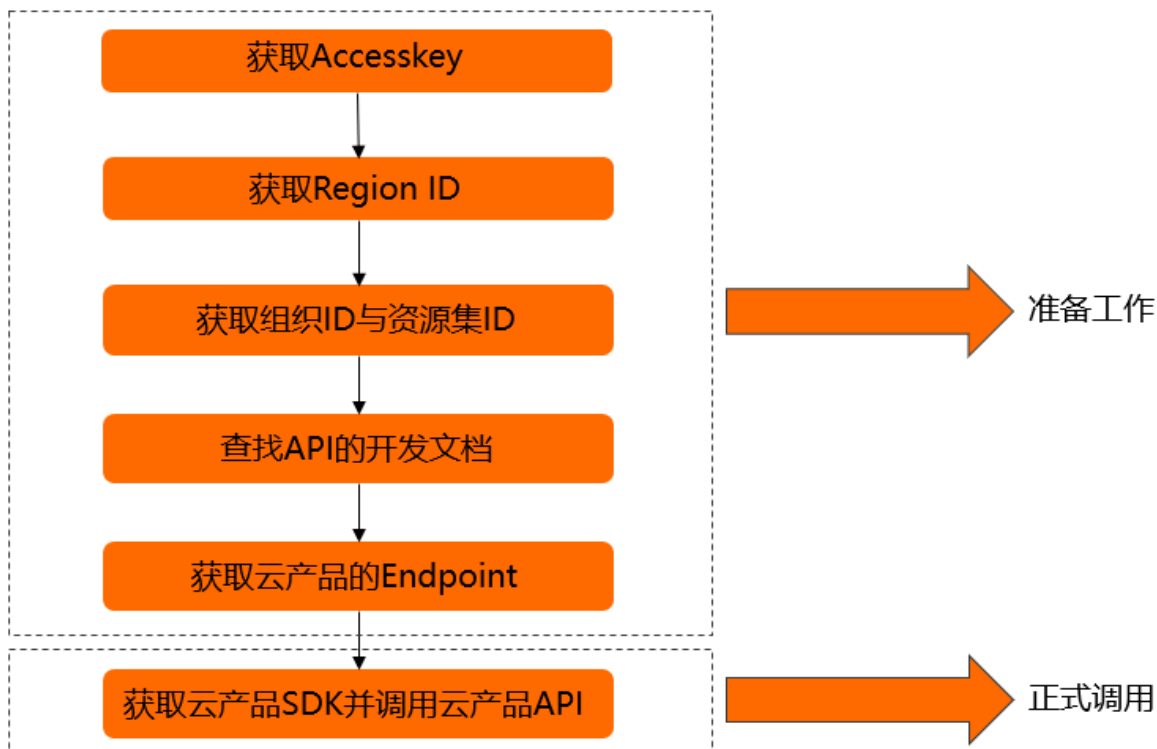 获取Accesskey
获取Region ID
获取组织ID与资源集ID
准备工作
查找API的开发文档
获取云产品的Endpoint
获取云产品SDK并调用云产品API
正式调用